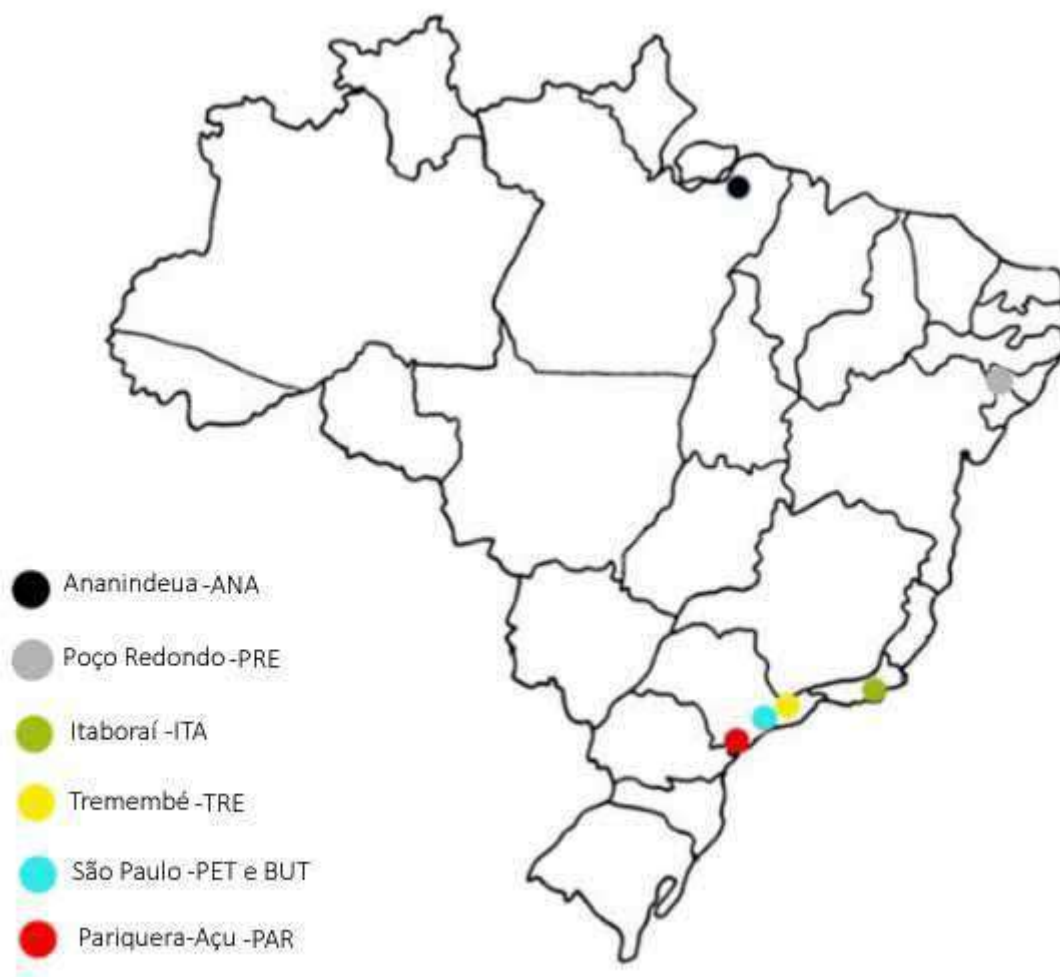 Ananindeua -ANA
Poço Redondo -PRE
Itaboraí -ITA
Tremembé -TRE
São Paulo -PET e BUT
Pariquera-Açu -PAR